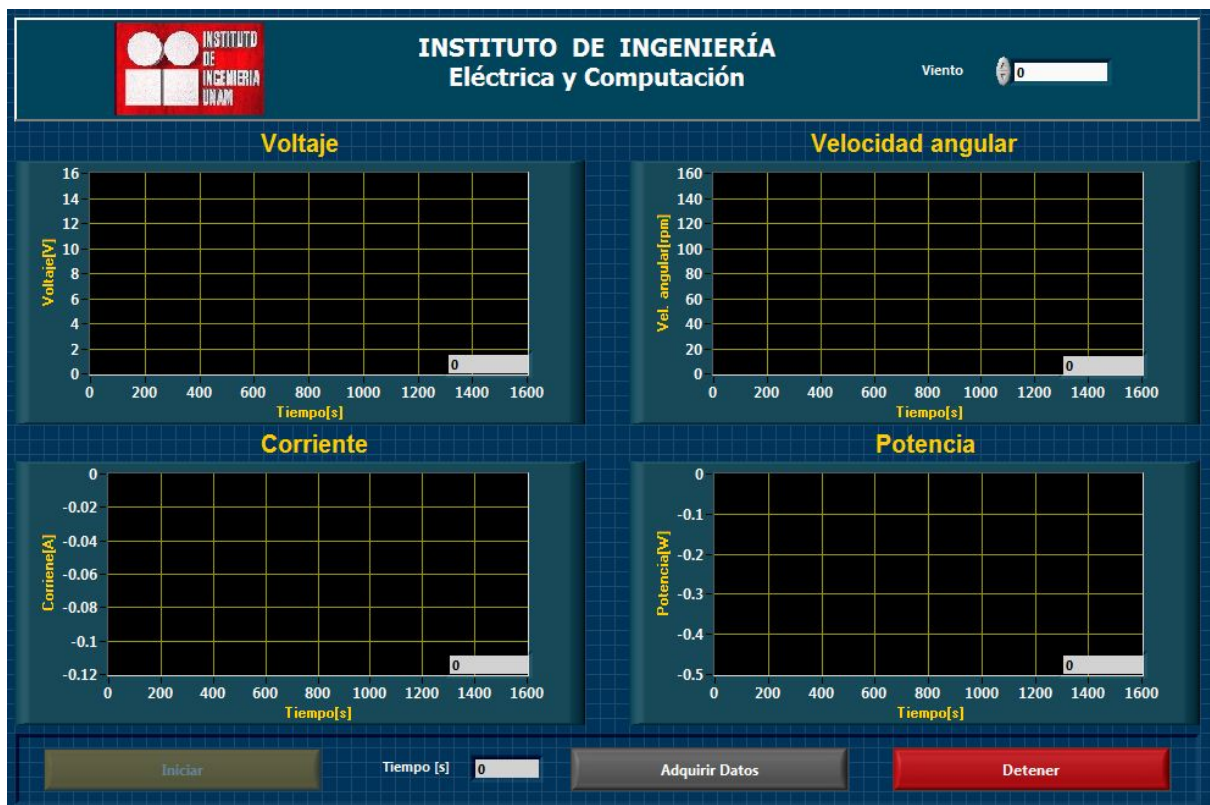 INSTITUTO
DE
INGENIERIA
UNAM
INSTITUTO DE INGENIERÍA
Eléctrica y Computación
Viento 0
Voltaje
16
14
12
10
8
6
4
2
0
Voltaje[V]
0
0 200 400 600 800 1000 1200 1400 1600
Tiempo[s]
Velocidad angular
160
140
120
100
80
60
40
20
0
Vel. angular[rpm]
0
0 200 400 600 800 1000 1200 1400 1600
Tiempo[s]
Corriente
0
-0.02
-0.04
-0.06
-0.08
-0.1
-0.12
Corriene[A]
0
0 200 400 600 800 1000 1200 1400 1600
Tiempo[s]
Potencia
0
-0.1
-0.2
-0.3
-0.4
-0.5
Potencia[W]
0
0 200 400 600 800 1000 1200 1400 1600
Tiempo[s]
Iniciar
Tiempo [s] 0
Adquirir Datos
Detener